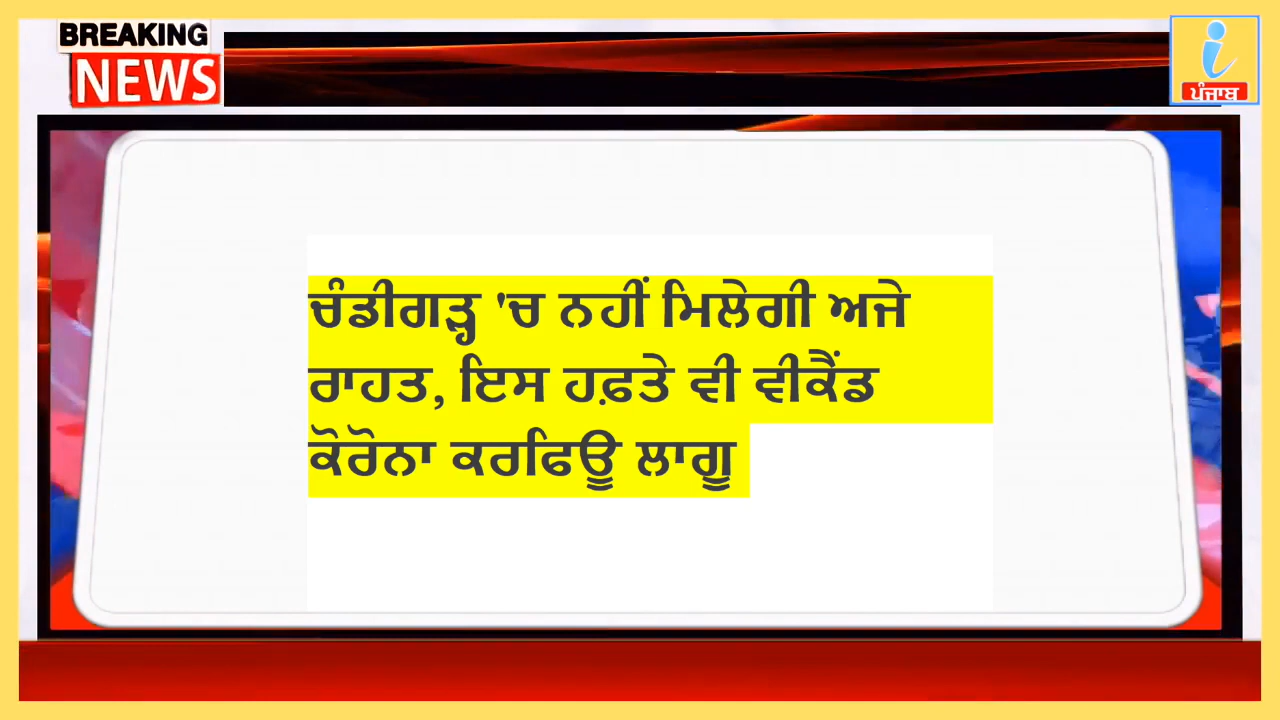 BREAKING
NEWS
ਪੰਜਾਬ
ਚੰਡੀਗੜ੍ਹ 'ਚ ਨਹੀਂ ਮਿਲੇਗੀ ਅਜੇ
ਰਾਹਤ, ਇਸ ਹਫ਼ਤੇ ਵੀ ਵੀਕੈਂਡ
ਕੋਰੋਨਾ ਕਰਫਿਊ ਲਾਗੂ